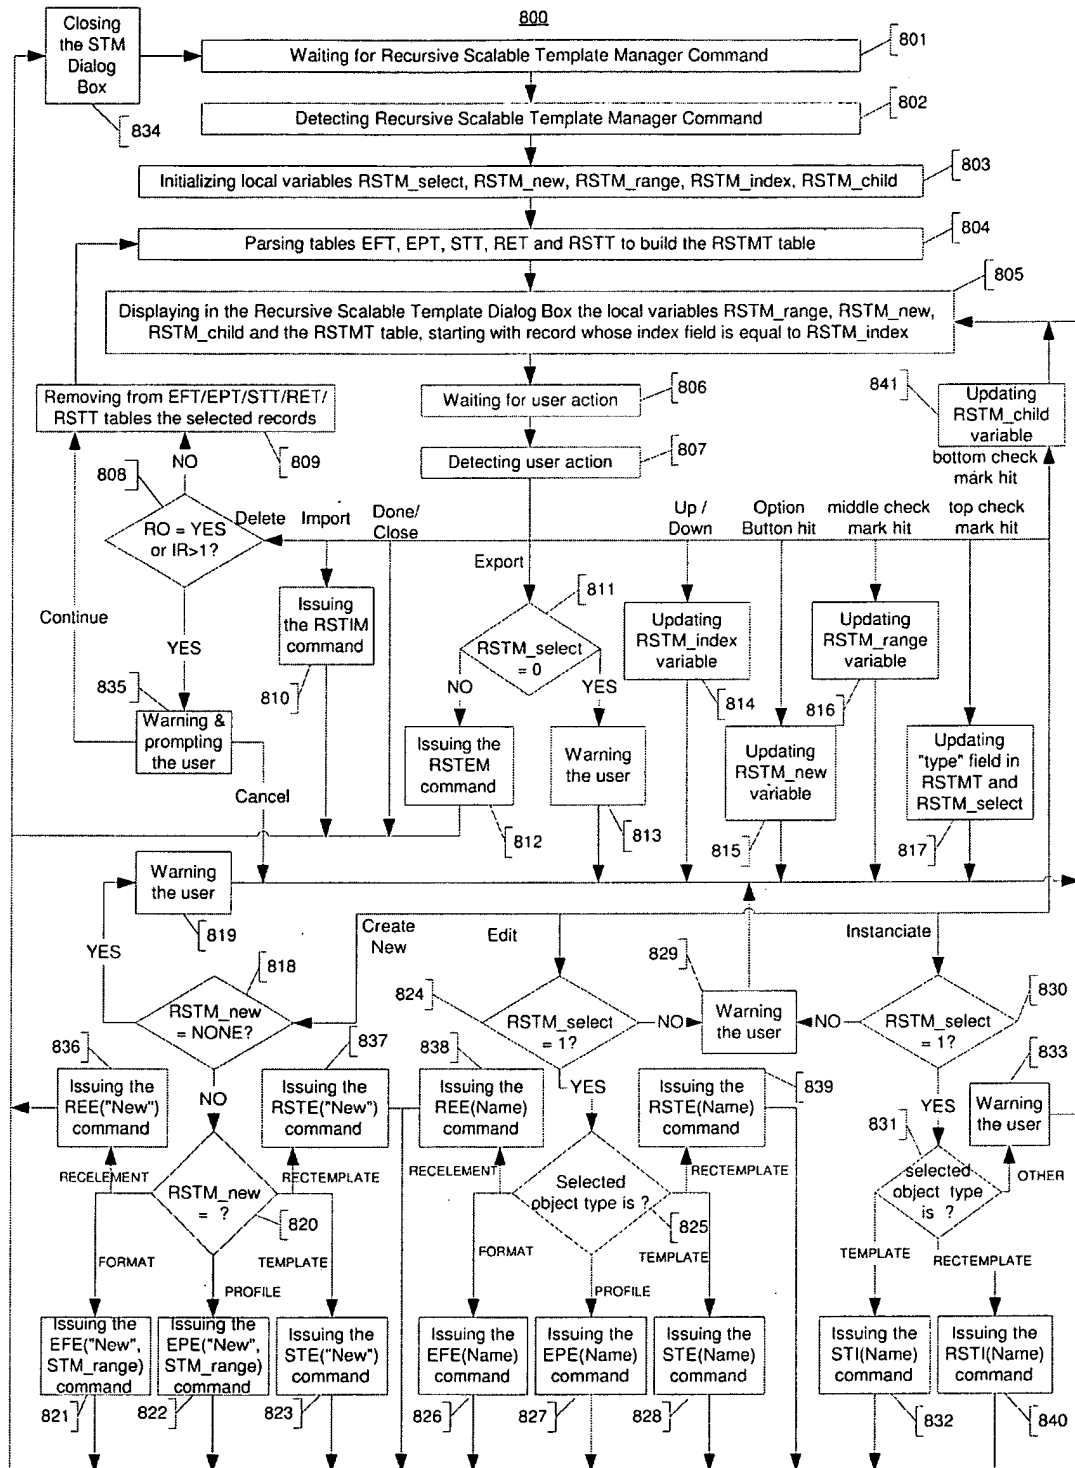 800
Closing
the STM
Dialog
Box
834
Waiting for Recursive Scalable Template Manager Command
801
Detecting Recursive Scalable Template Manager Command
802
Initializing local variables RSTM_select, RSTM_new, RSTM_range, RSTM_index, RSTM_child
803
Parsing tables EFT, EPT, STT, RET and RSTT to build the RSTMT table
804
805
Displaying in the Recursive Scalable Template Dialog Box the local variables RSTM_range, RSTM_new,
RSTM_child and the RSTMT table, starting with record whose index field is equal to RSTM_index
Removing from EFT/EPT/STT/RET/
RSTT tables the selected records
809
Waiting for user action
806
Detecting user action
807
841
Updating
RSTM_child
variable
bottom check
mark hit
NO
808
RO = YES
or IR>1?
Delete
Import
Done/
Close
Export
Up /
Down
Option
Button hit
middle check
mark hit
top check
mark hit
Continue
YES
835
Warning &
prompting
the user
Cancel
Issuing
the RSTIM
command
810
811
RSTM_select
= 0
NO
YES
Issuing the
RSTEM
command
812
Warning
the user
813
Updating
RSTM_index
variable
814
Updating
RSTM_new
variable
815
Updating
RSTM_range
variable
816
Updating
"type" field in
RSTMT and
RSTM_select
817
Warning
the user
819
YES
Create
New
Edit
Instanciate
818
RSTM_new
= NONE?
NO
824
RSTM_select
= 1?
NO
YES
829
Warning
the user
830
RSTM_select
= 1?
NO
YES
836
Issuing the
REE("New")
command
837
Issuing the
RSTE("New")
command
838
Issuing the
REE(Name)
command
839
Issuing the
RSTE(Name)
command
833
Warning
the user
RECELEMENT
RECTEMPLATE
RSTM_new
= ?
820
FORMAT
PROFILE
TEMPLATE
RECELEMENT
RECTEMPLATE
Selected
object type is ?
825
FORMAT
PROFILE
TEMPLATE
831
selected
object type
is ?
OTHER
TEMPLATE
RECTEMPLATE
Issuing the
EFE("New",
STM_range)
command
821
Issuing the
EPE("New",
STM_range)
command
822
Issuing the
STE("New")
command
823
Issuing the
EFE(Name)
command
826
Issuing the
EPE(Name)
command
827
Issuing the
STE(Name)
command
828
Issuing the
STI(Name)
command
832
Issuing the
RSTI(Name)
command
840